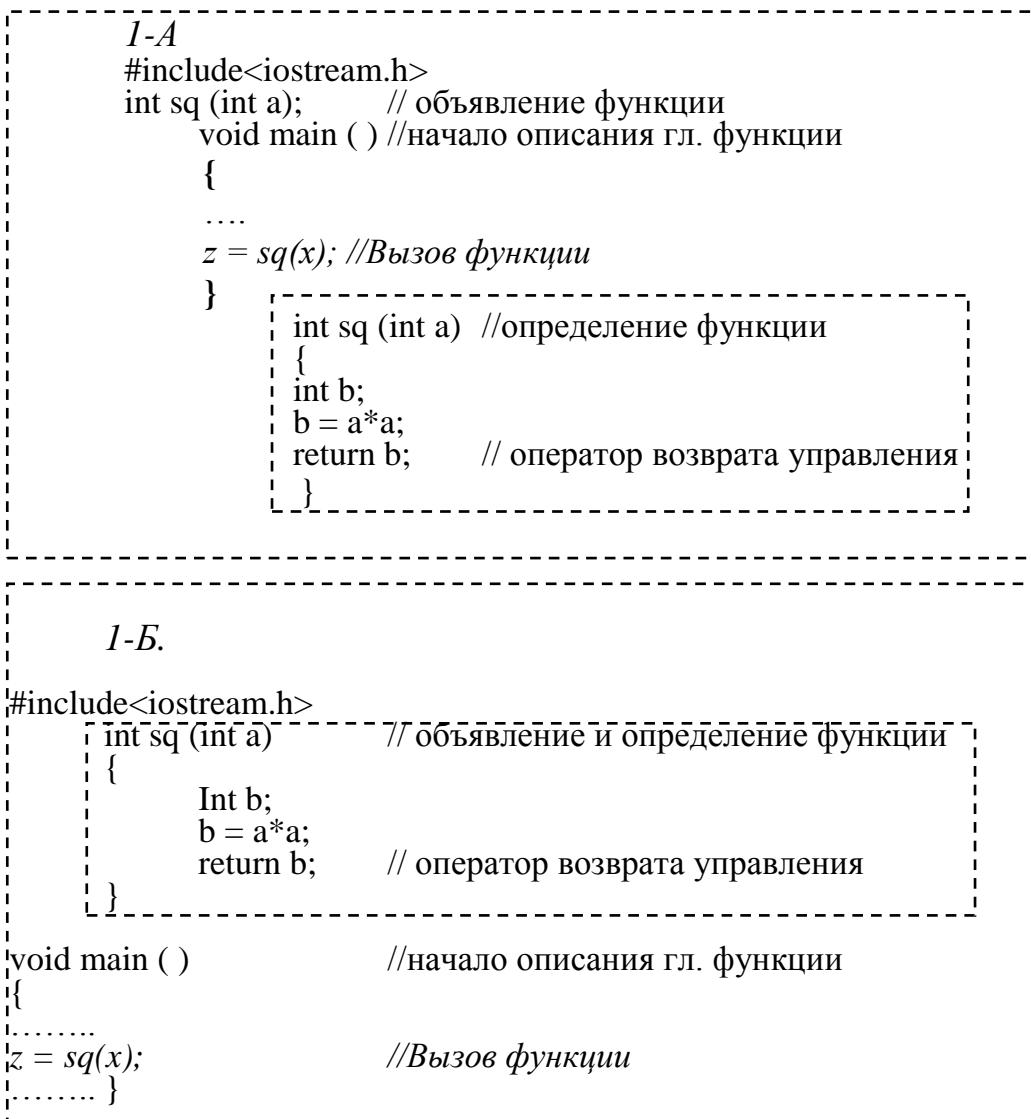 1-А
#include<iostream.h>
int sq (int a); // объявление функции
void main ( ) //начало описания гл. функции
{
….
z = sq(x); //Вызов функции
}
int sq (int a) //определение функции
{
int b;
b = a*a;
return b; // оператор возврата управления
}
1-Б.
#include<iostream.h>
int sq (int a) // объявление и определение функции
{
Int b;
b = a*a;
return b; // оператор возврата управления
}
void main ( ) //начало описания гл. функции
{
……..
z = sq(x); //Вызов функции
…….. }